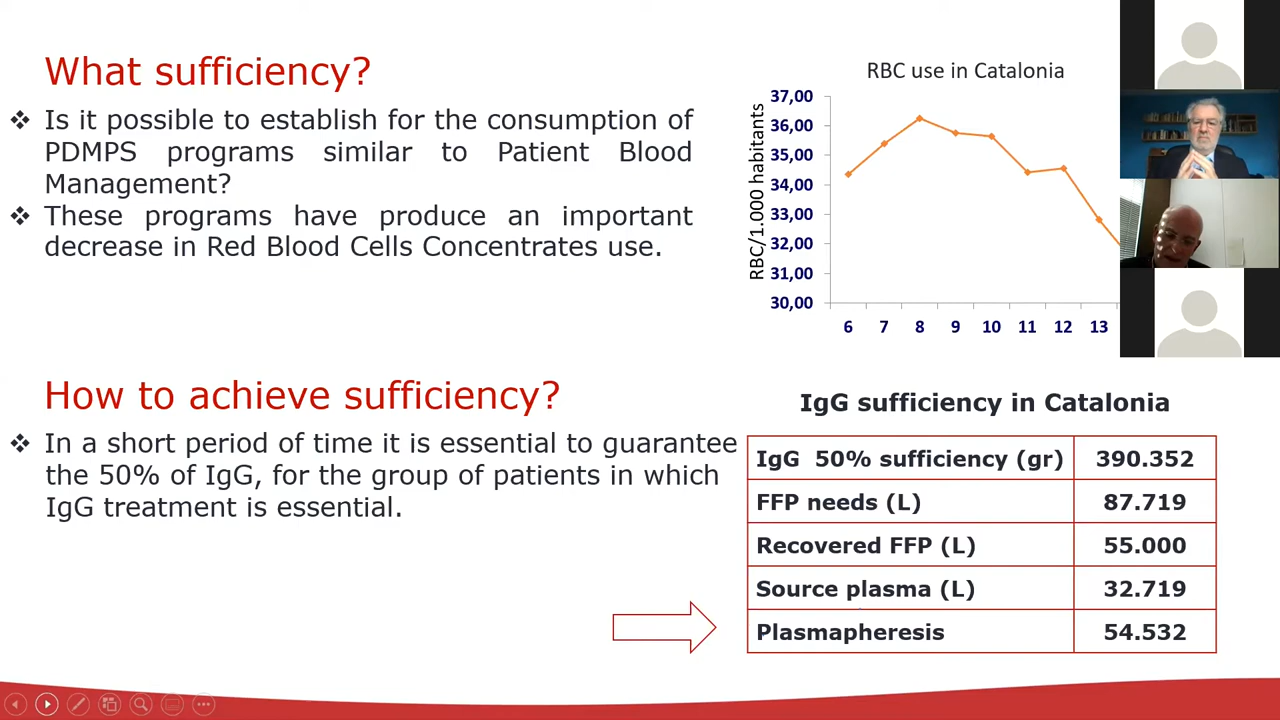 What sufficiency?
❖ Is it possible to establish for the consumption of
PDMPS programs similar to Patient Blood
Management?
❖ These programs have produce an important
decrease in Red Blood Cells Concentrates use.
RBC use in Catalonia
RBC/1.000 habitants
37,00
36,00
35,00
34,00
33,00
32,00
31,00
30,00
6 7 8 9 10 11 12 13
How to achieve sufficiency?
❖ In a short period of time it is essential to guarantee
the 50% of IgG, for the group of patients in which
IgG treatment is essential.
IgG sufficiency in Catalonia
IgG 50% sufficiency (gr) 390.352
FFP needs (L) 87.719
Recovered FFP (L) 55.000
Source plasma (L) 32.719
Plasmapheresis 54.532